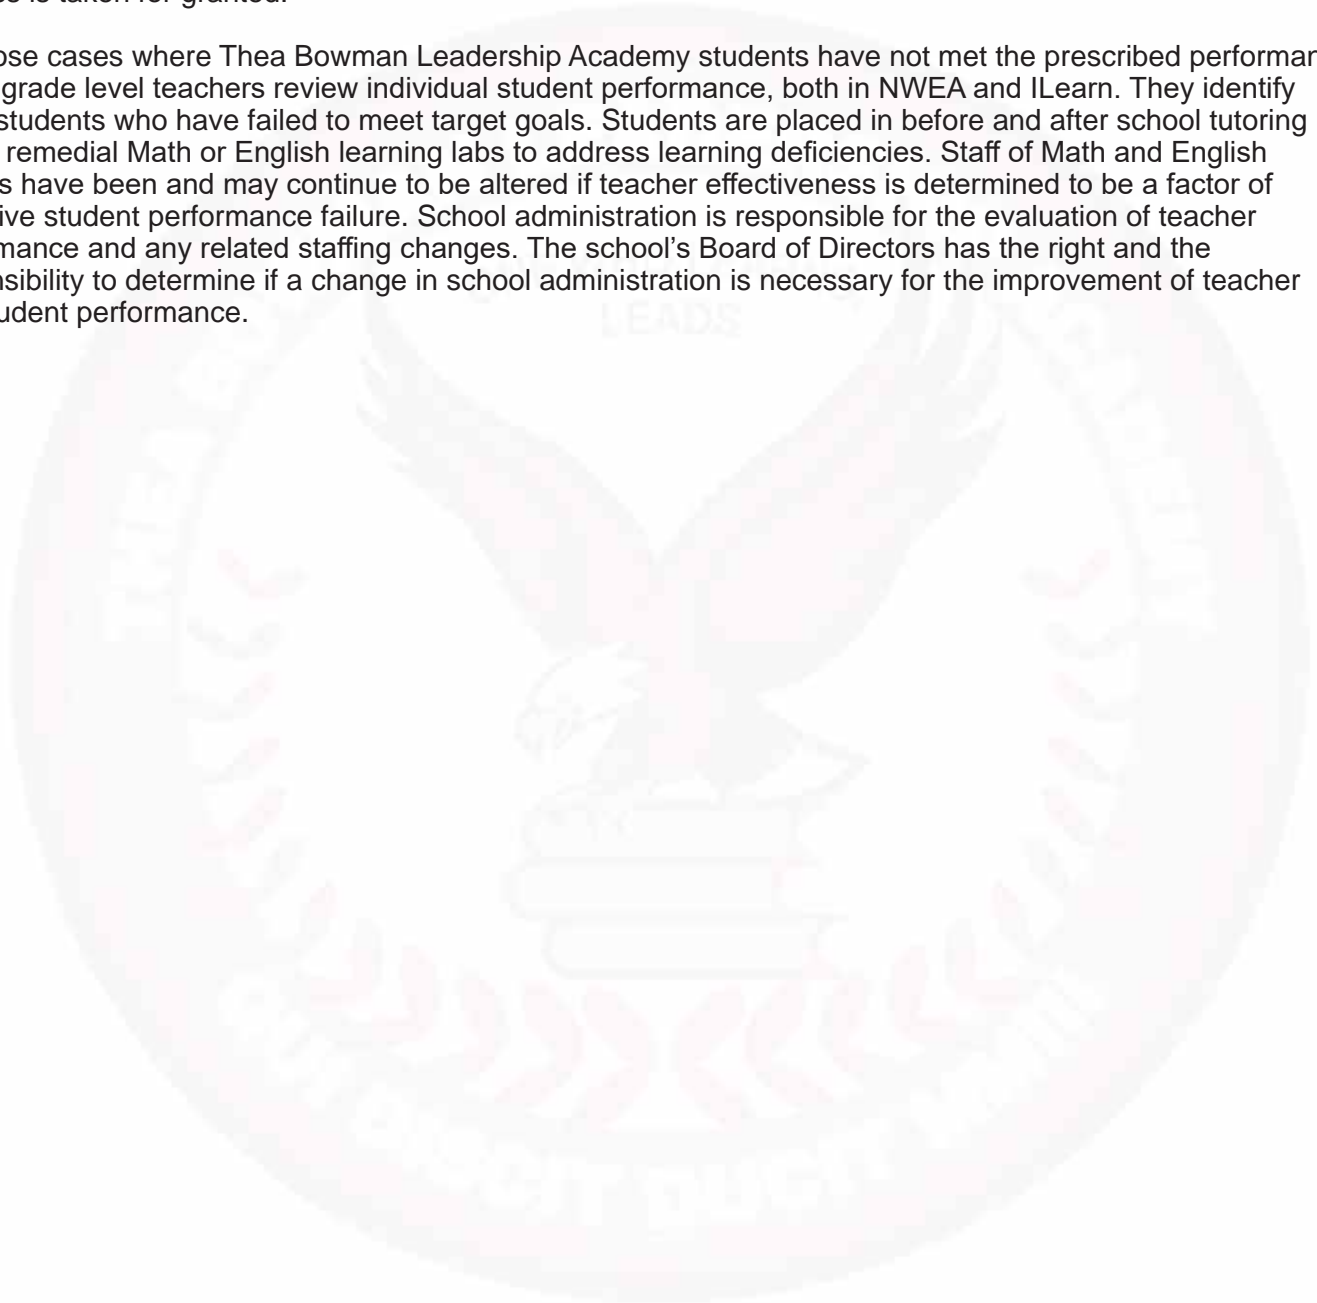 is taken for granted.
ose cases where Thea Bowman Leadership Academy students have not met the prescribed performan
grade level teachers review individual student performance, both in NWEA and ILearn. They identify
students who have failed to meet target goals. Students are placed in before and after school tutoring
remedial Math or English learning labs to address learning deficiencies. Staff of Math and English
s have been and may continue to be altered if teacher effectiveness is determined to be a factor of
ive student performance failure. School administration is responsible for the evaluation of teacher
mance and any related staffing changes. The school's Board of Directors has the right and the
nsibility to determine if a change in school administration is necessary for the improvement of teacher
udent performance.
LEADS
THEA
ACADEMY
QUI DISCIT DUCIT